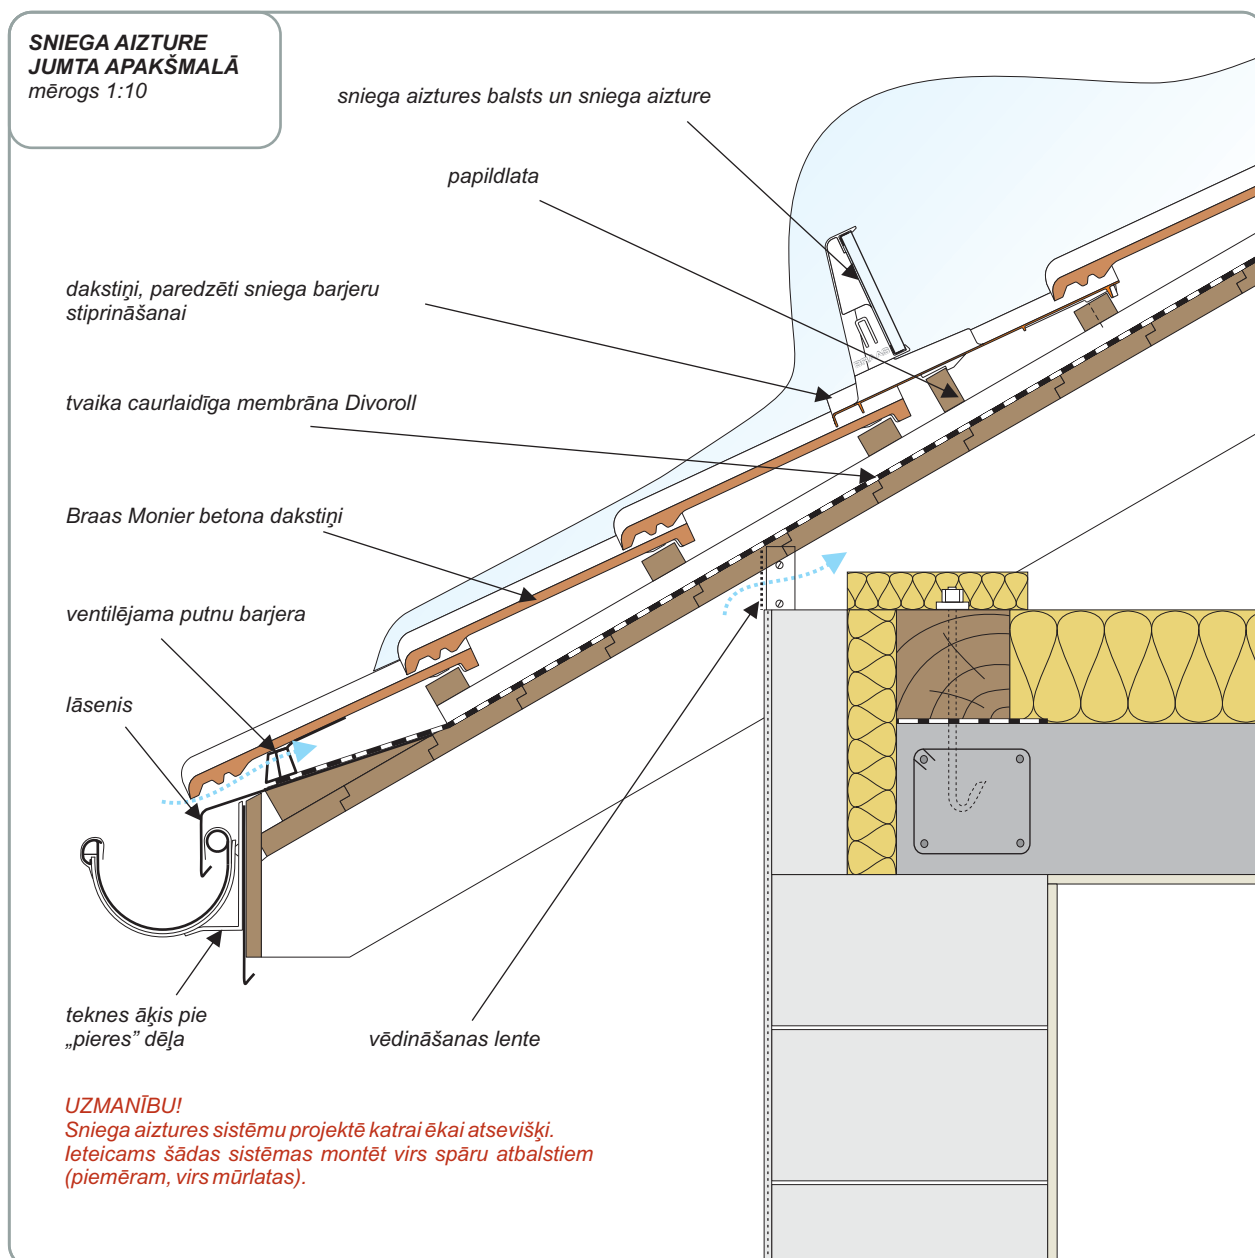 SNIEGA AIZTURE
JUMTA APAKŠMALĀ
mērogs 1:10
sniega aiztures balsts un sniega aizture
papildlata
dakstiņi, paredzēti sniega barjeru
stiprināšanai
tvaika caurlaidīga membrāna Divoroll
Braas Monier betona dakstiņi
ventilējama putnu barjera
lāsenis
teknes āķis pie
„pieres” dēļa
vēdināšanas lente
UZMANĪBU!
Sniega aiztures sistēmu projektē katrai ēkai atsevišķi.
Ieteicams šādas sistēmas montēt virs spāru atbalstiem
(piemēram, virs mūrlatas).